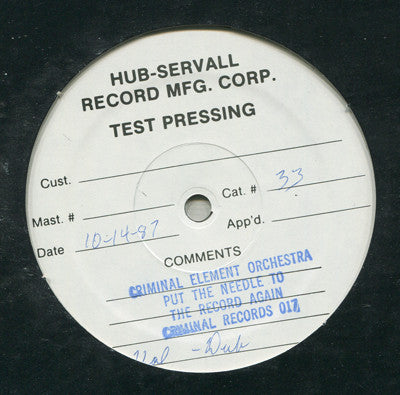 HUB-SERVALL
RECORD MFG. CORP.
TEST PRESSING
Cust.
Cat. # 33
Mast. #
App'd.
Date 10-14-87
COMMENTS
CRIMINAL ELEMENT ORCHESTRA
PUT THE NEEDLE TO
THE RECORD AGAIN
CRIMINAL RECORDS 017
- Dub